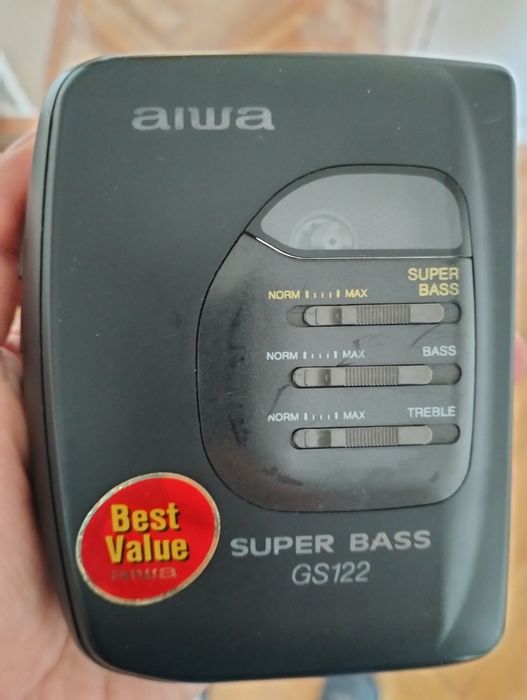 aiwa
SUPER
BASS
NORM MAX
NORM MAX BASS
NORM MAX TREBLE
Best
Value
aiwa
SUPER BASS
GS122